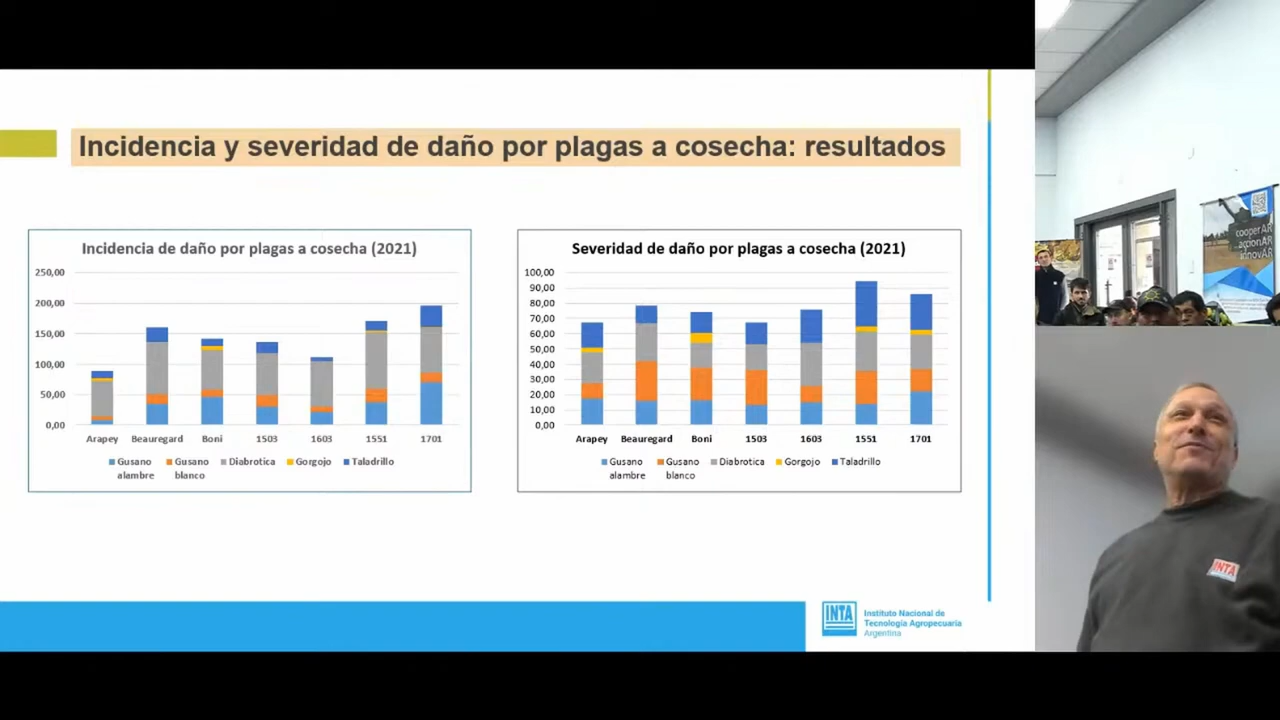 Incidencia y severidad de daño por plagas a cosecha: resultados
Incidencia de daño por plagas a cosecha (2021)
250,00
200,00
150,00
100,00
50,00
0,00
Arapey Beauregard Boni 1503 1603 1551 1701
Gusano alambre Gusano blanco Diabrotica Gorgojo Taladrillo
Severidad de daño por plagas a cosecha (2021)
100,00
90,00
80,00
70,00
60,00
50,00
40,00
30,00
20,00
10,00
0,00
Arapey Beauregard Boni 1503 1603 1551 1701
Gusano alambre Gusano blanco Diabrotica Gorgojo Taladrillo
INTA
Instituto Nacional de
Tecnología Agropecuaria
Argentina
cooperAR
accionAR
innovAR
INTA